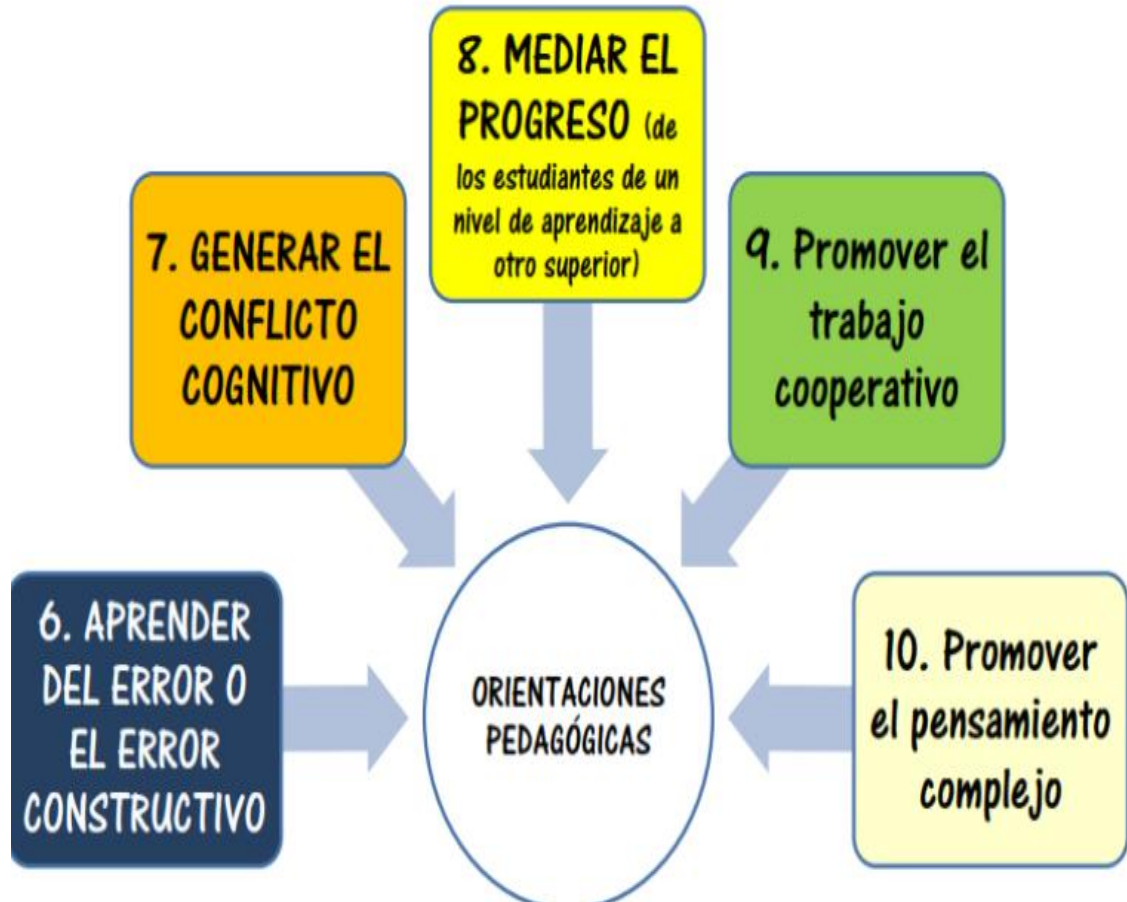 8. MEDIAR EL
PROGRESO (de
los estudiantes de un
nivel de aprendizaje a
otro superior)
7. GENERAR EL
CONFLICTO
COGNITIVO
9. Promover el
trabajo
cooperativo
6. APRENDER
DEL ERROR O
EL ERROR
CONSTRUCTIVO
ORIENTACIONES
PEDAGÓGICAS
10. Promover
el pensamiento
complejo